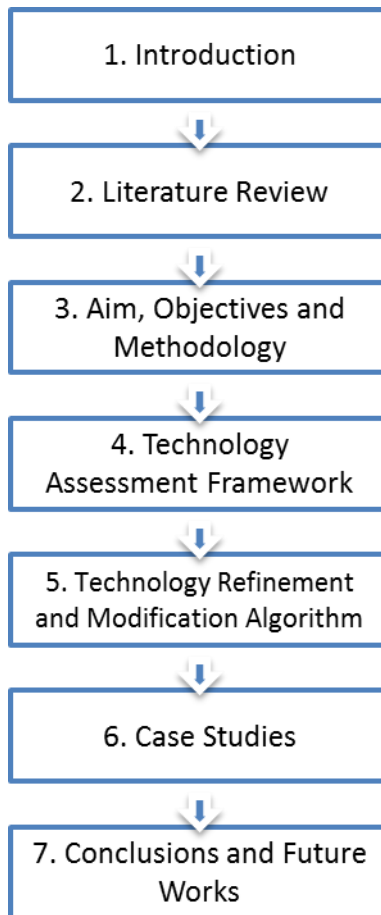 1. Introduction
2. Literature Review
3. Aim, Objectives and
Methodology
4. Technology
Assessment Framework
5. Technology Refinement
and Modification Algorithm
6. Case Studies
7. Conclusions and Future
Works